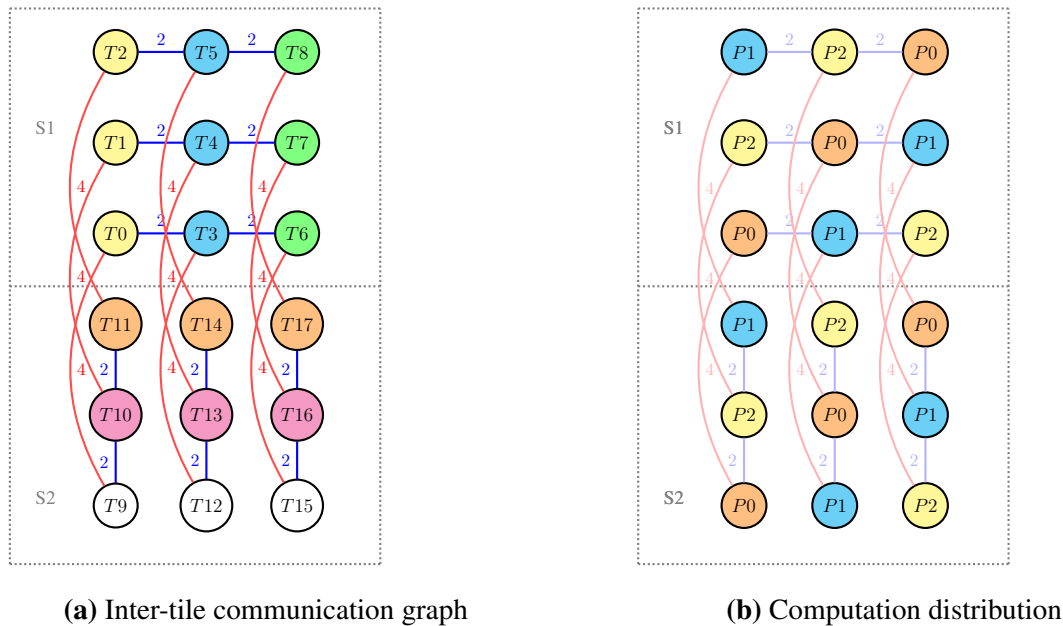 T2 2 T5 2 T8
S1
T1 2 T4 2 T7
4 4 4
T0 2 T3 2 T6
4 4 4
T11 T14 T17
2 2 2
4 4 4
T10 T13 T16
2 2 2
S2
T9 T12 T15
(a) Inter-tile communication graph
P1 2 P2 2 P0
S1
P2 2 P0 2 P1
4 4 4
P0 2 P1 2 P2
4 4 4
P1 P2 P0
2 2 2
4 4 4
P2 P0 P1
2 2 2
S2
P0 P1 P2
(b) Computation distribution